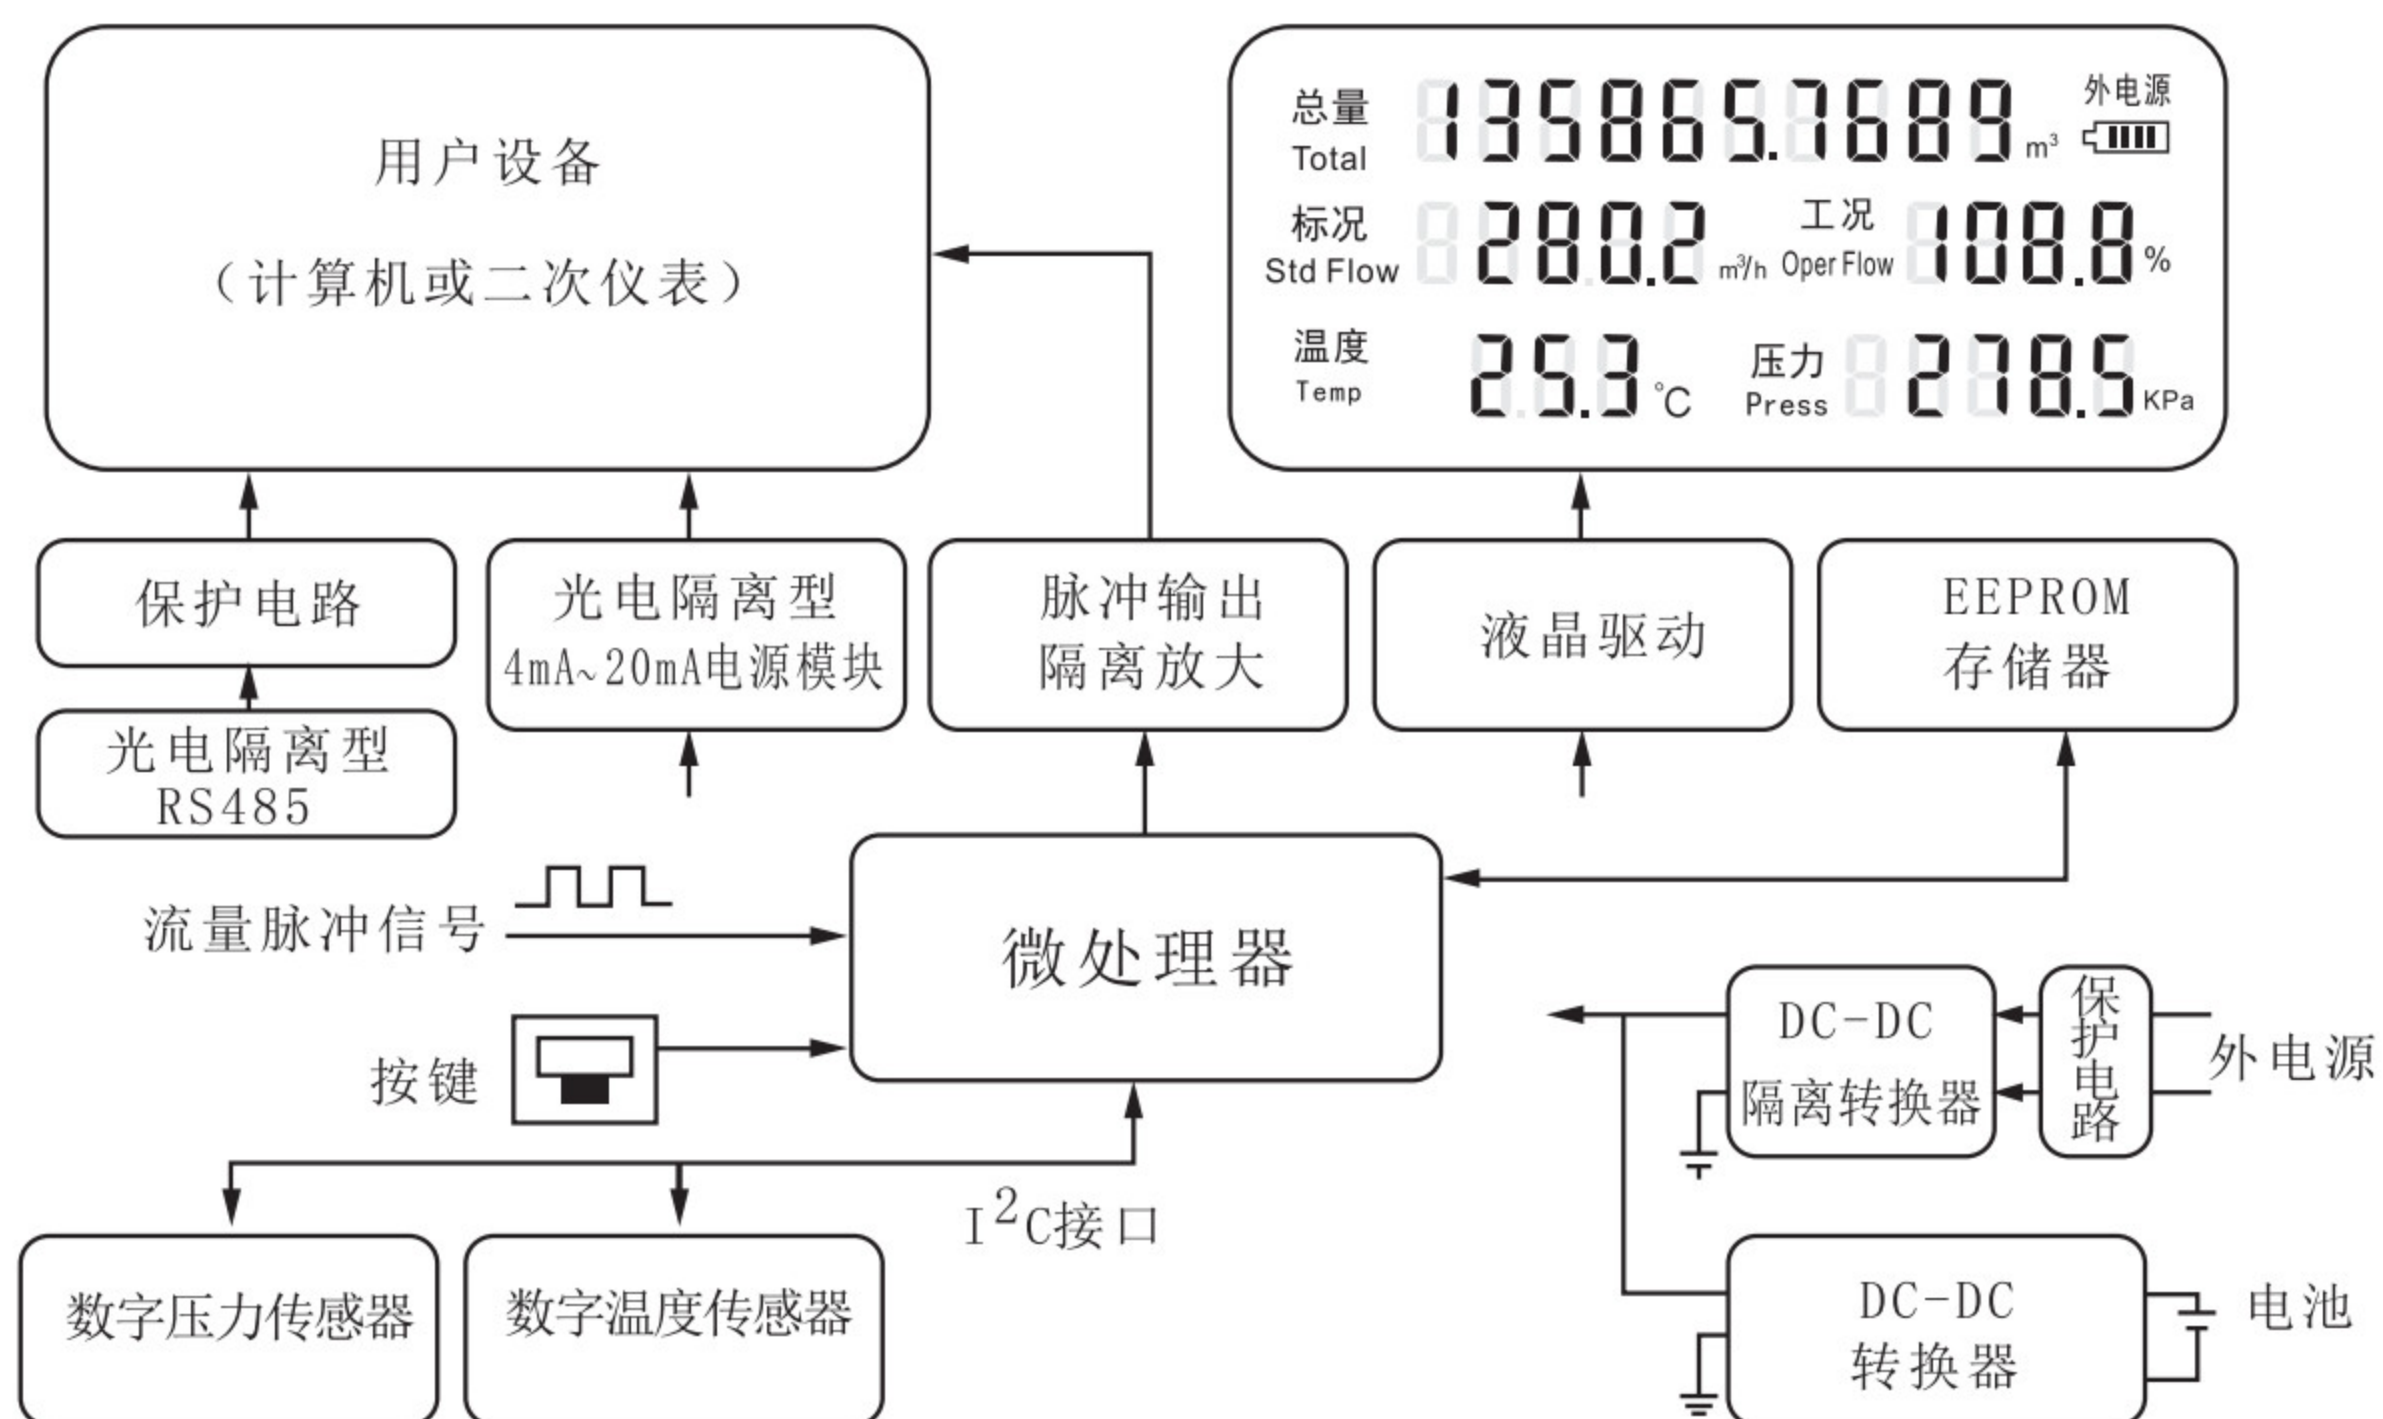 用户设备
（计算机或二次仪表）
总量
Total
135865.7689 m³
外电源
标况
Std Flow
280.2 m³/h
工况
Oper Flow
108.8 %
温度
Temp
25.3 °C
压力
Press
278.5 KPa
保护电路
光电隔离型
4mA~20mA电源模块
脉冲输出
隔离放大
液晶驱动
EEPROM
存储器
光电隔离型
RS485
流量脉冲信号
微处理器
按键
DC-DC
隔离转换器
保护电路
外电源
I²C接口
数字压力传感器
数字温度传感器
DC-DC
转换器
电池